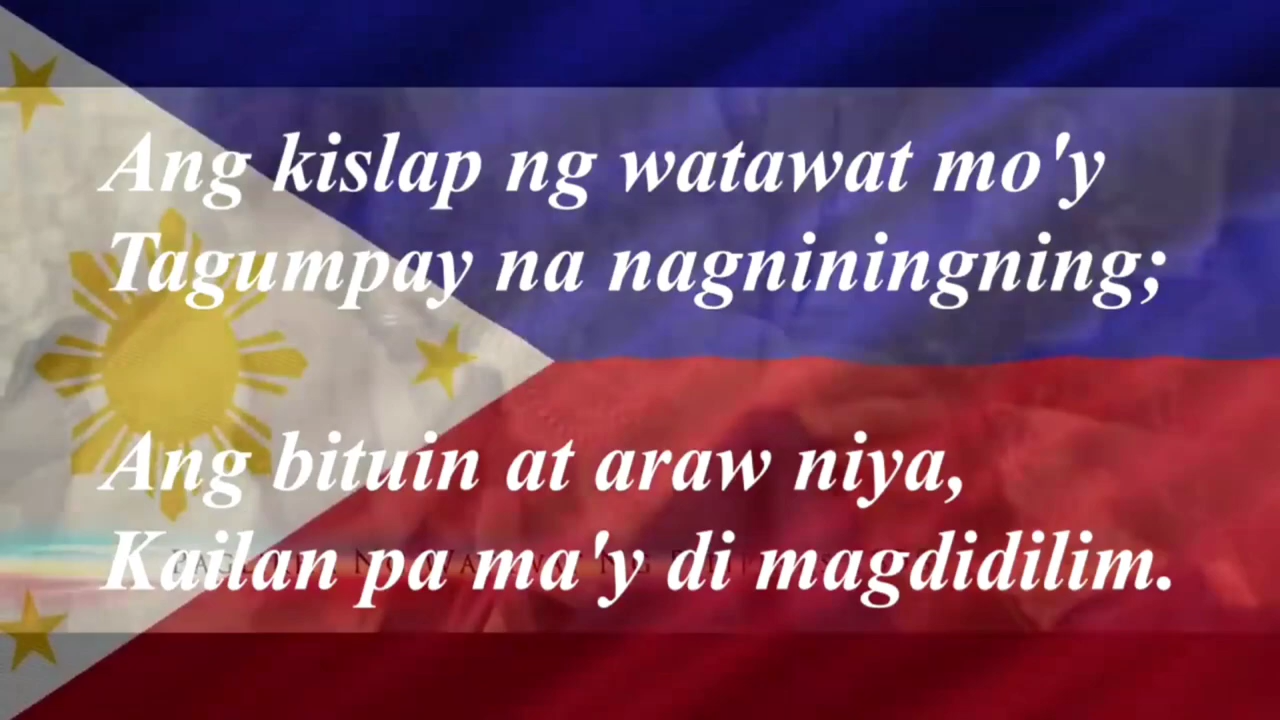 Ang kislap ng watawat mo'y
Tagumpay na nagniningning;
Ang bituin at araw niya,
Kailan pa ma'y di magdidilim.